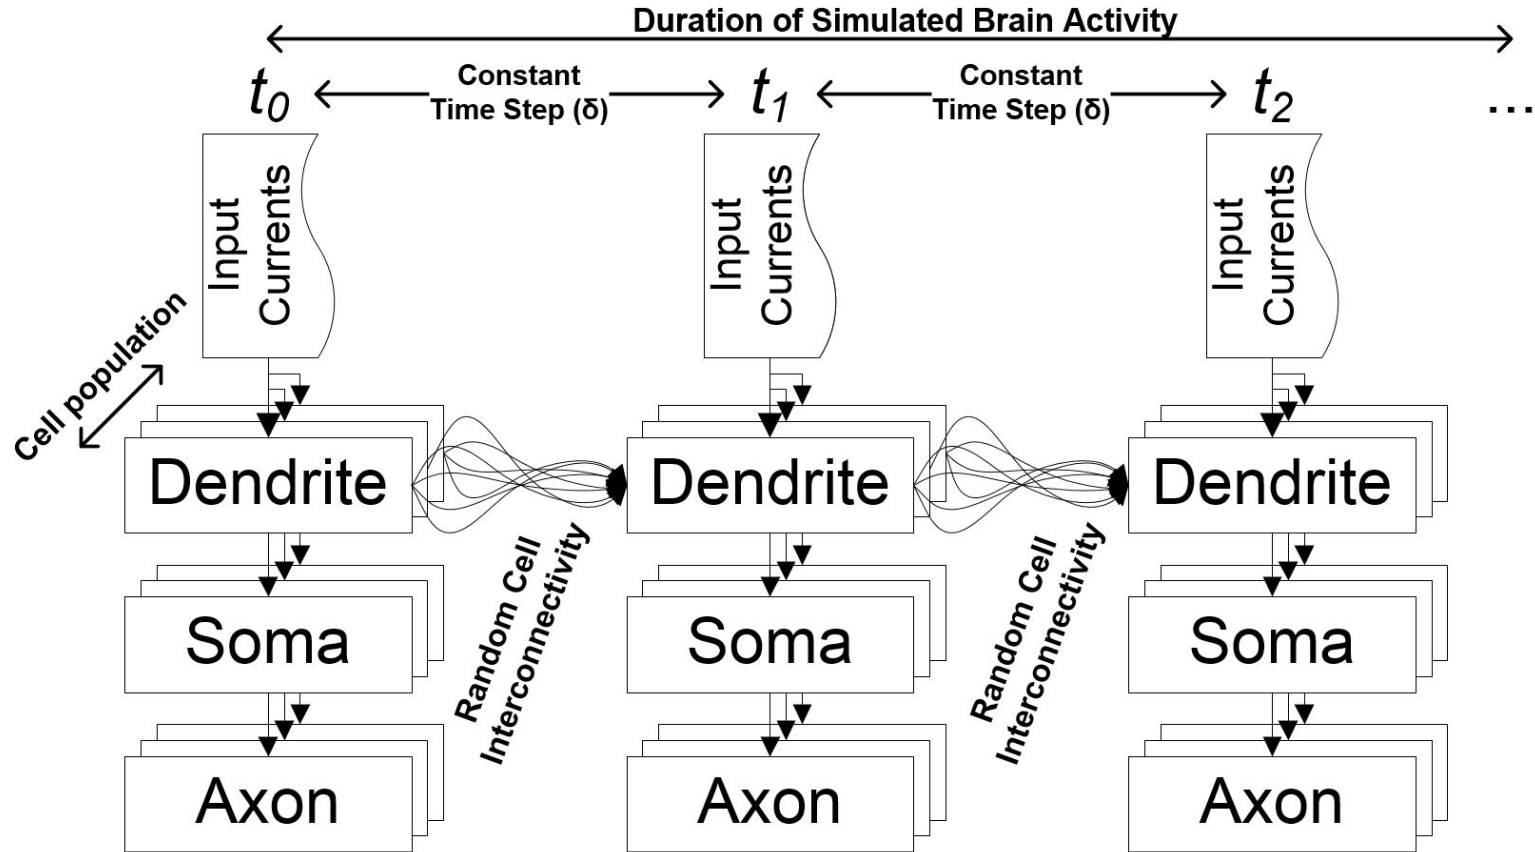 Duration of Simulated Brain Activity
t0
Constant
Time Step (δ)
t1
Constant
Time Step (δ)
t2
...
Input
Currents
Input
Currents
Input
Currents
Cell population
Dendrite
Dendrite
Dendrite
Random Cell
Interconnectivity
Random Cell
Interconnectivity
Soma
Soma
Soma
Axon
Axon
Axon